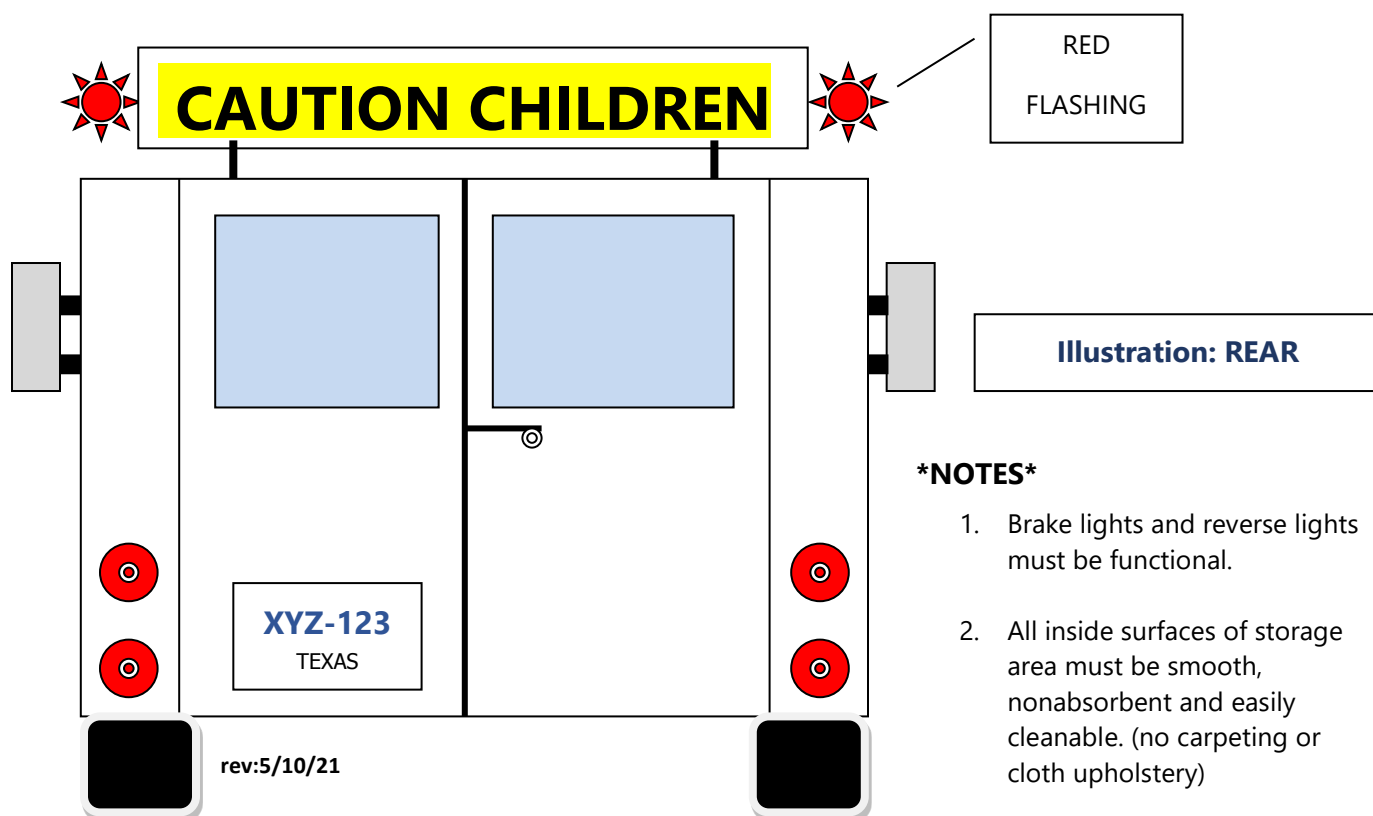 RED
FLASHING
CAUTION CHILDREN
Illustration: REAR
*NOTES*
1. Brake lights and reverse lights
must be functional.
2. All inside surfaces of storage
area must be smooth,
nonabsorbent and easily
cleanable. (no carpeting or
cloth upholstery)
XYZ-123
TEXAS
rev:5/10/21